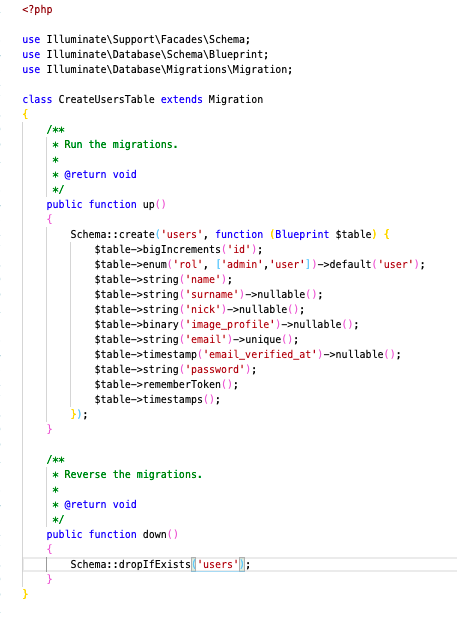 <?php
use Illuminate\Support\Facades\Schema;
use Illuminate\Database\Schema\Blueprint;
use Illuminate\Database\Migrations\Migration;
class CreateUsersTable extends Migration
{
    /**
     * Run the migrations.
     *
     * @return void
     */
    public function up()
    {
        Schema::create('users', function (Blueprint $table) {
            $table->bigIncrements('id');
            $table->enum('rol', ['admin','user'])->default('user');
            $table->string('name');
            $table->string('surname')->nullable();
            $table->string('nick')->nullable();
            $table->binary('image_profile')->nullable();
            $table->string('email')->unique();
            $table->timestamp('email_verified_at')->nullable();
            $table->string('password');
            $table->rememberToken();
            $table->timestamps();
        });
    }
    /**
     * Reverse the migrations.
     *
     * @return void
     */
    public function down()
    {
        Schema::dropIfExists('users');
    }
}